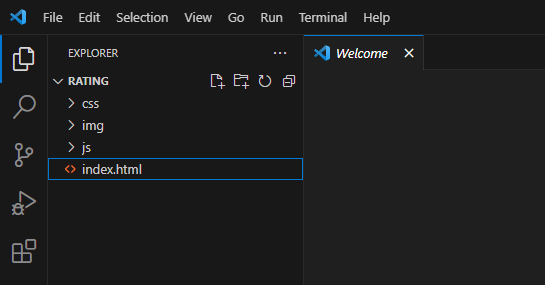 File Edit Selection View Go Run Terminal Help
EXPLORER
Welcome
RATING
css
img
js
index.html